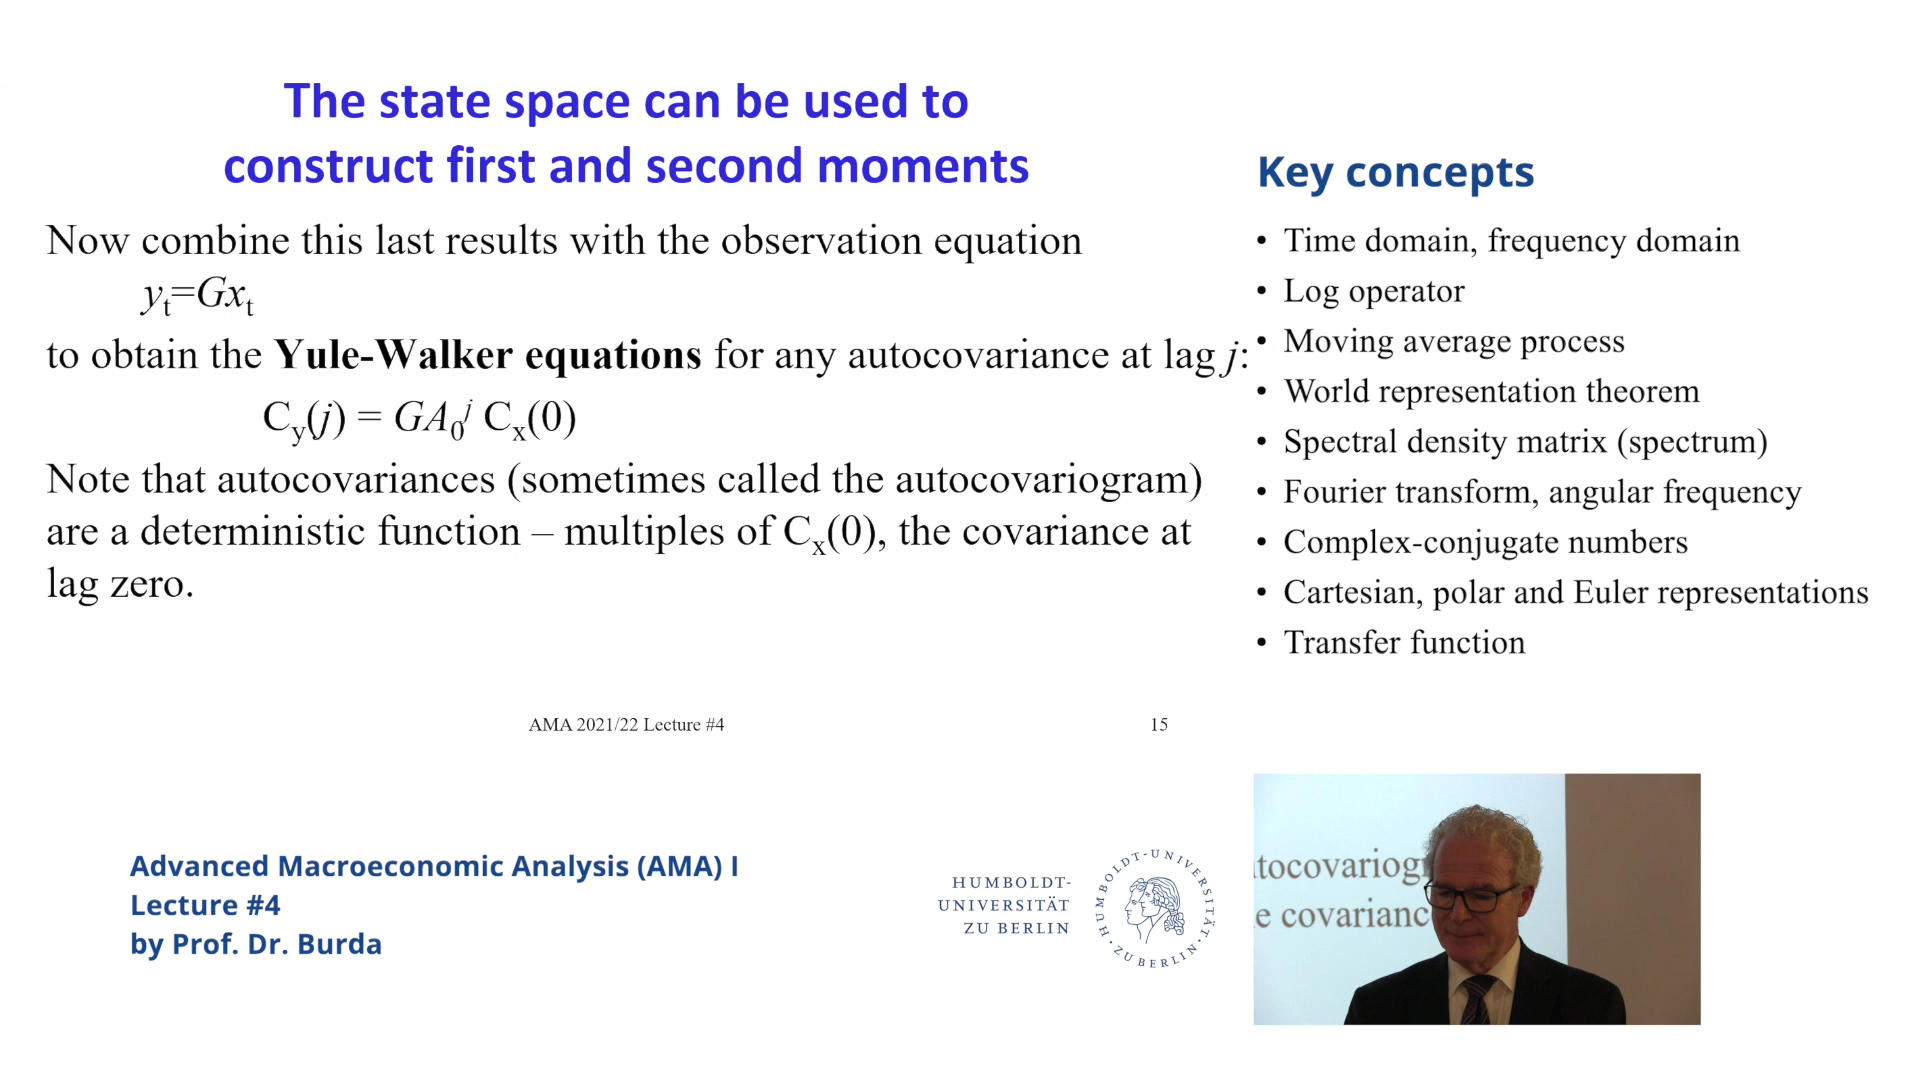 The state space can be used to
construct first and second moments
Now combine this last results with the observation equation
yt=Gxt
to obtain the Yule-Walker equations for any autocovariance at lag j:
Cy(j) = GA0^j Cx(0)
Note that autocovariances (sometimes called the autocovariogram)
are a deterministic function – multiples of Cx(0), the covariance at
lag zero.
AMA 2021/22 Lecture #4
15
Key concepts
• Time domain, frequency domain
• Log operator
• Moving average process
• World representation theorem
• Spectral density matrix (spectrum)
• Fourier transform, angular frequency
• Complex-conjugate numbers
• Cartesian, polar and Euler representations
• Transfer function
Advanced Macroeconomic Analysis (AMA) I
Lecture #4
by Prof. Dr. Burda
HUMBOLDT-
UNIVERSITÄT
ZU BERLIN
HUMBOLDT-UNIVERSITÄT · ZU BERLIN ·
tocovariog
e covarianc